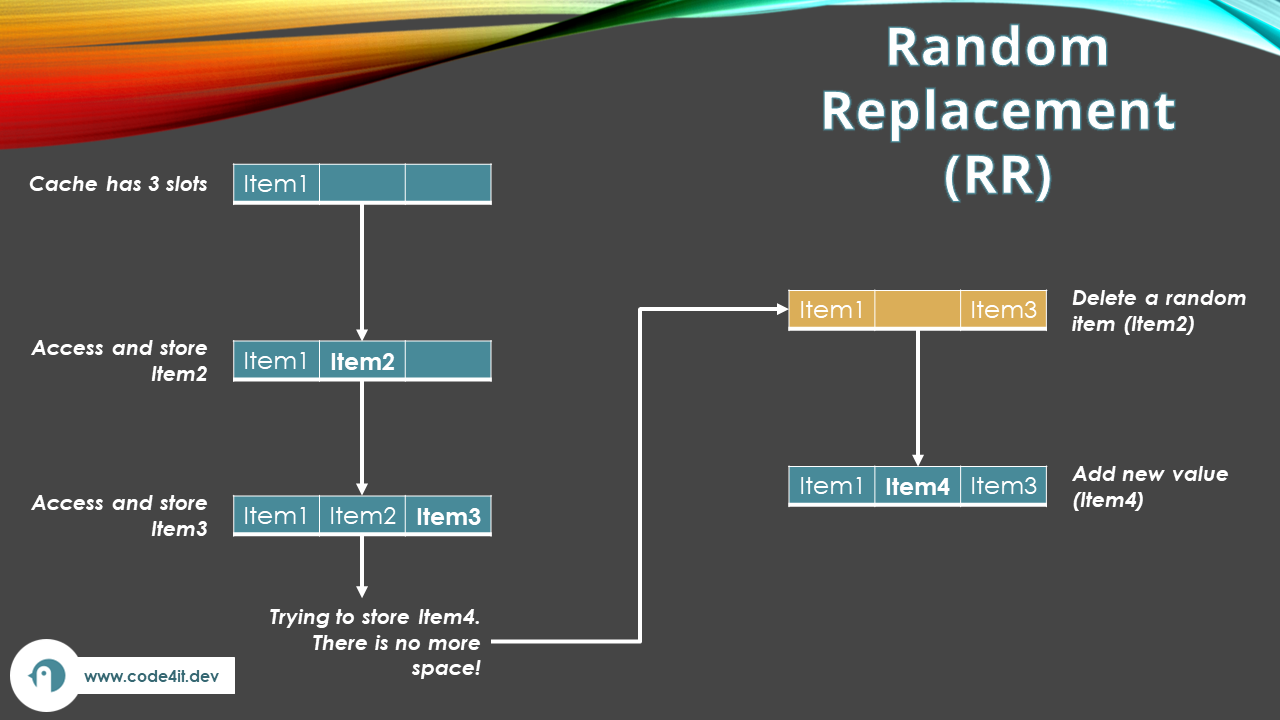 Random
Replacement
(RR)
Cache has 3 slots
Item1
Access and store
Item2
Item1 Item2
Access and store
Item3
Item1 Item2 Item3
Trying to store Item4.
There is no more
space!
Item1 Item3
Delete a random
item (Item2)
Item1 Item4 Item3
Add new value
(Item4)
www.code4it.dev